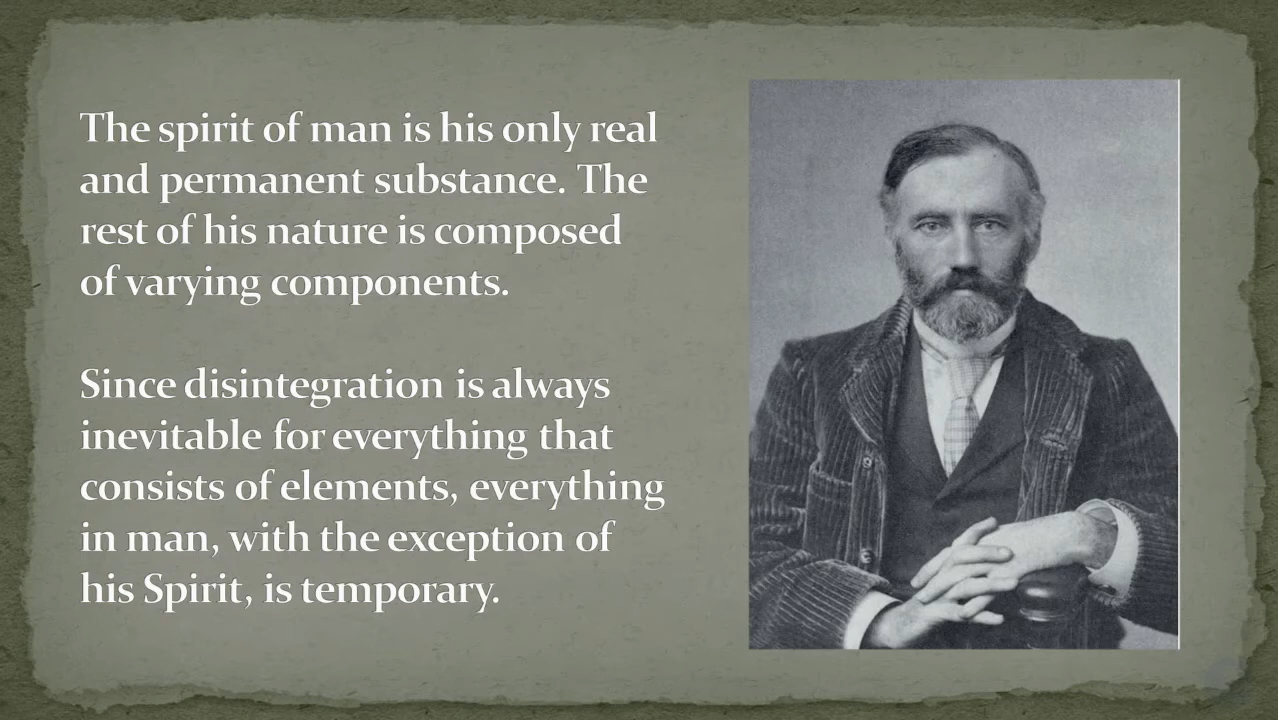 The spirit of man is his only real
and permanent substance. The
rest of his nature is composed
of varying components.
Since disintegration is always
inevitable for everything that
consists of elements, everything
in man, with the exception of
his Spirit, is temporary.